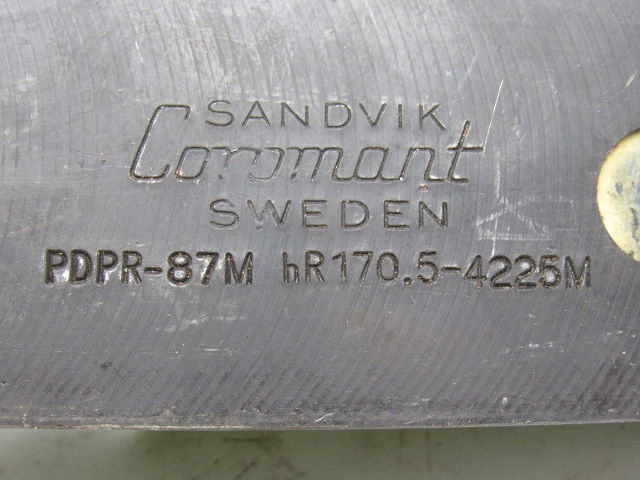 SANDVIK
Coromant
SWEDEN
PDPR-87M hR170.5-4225M